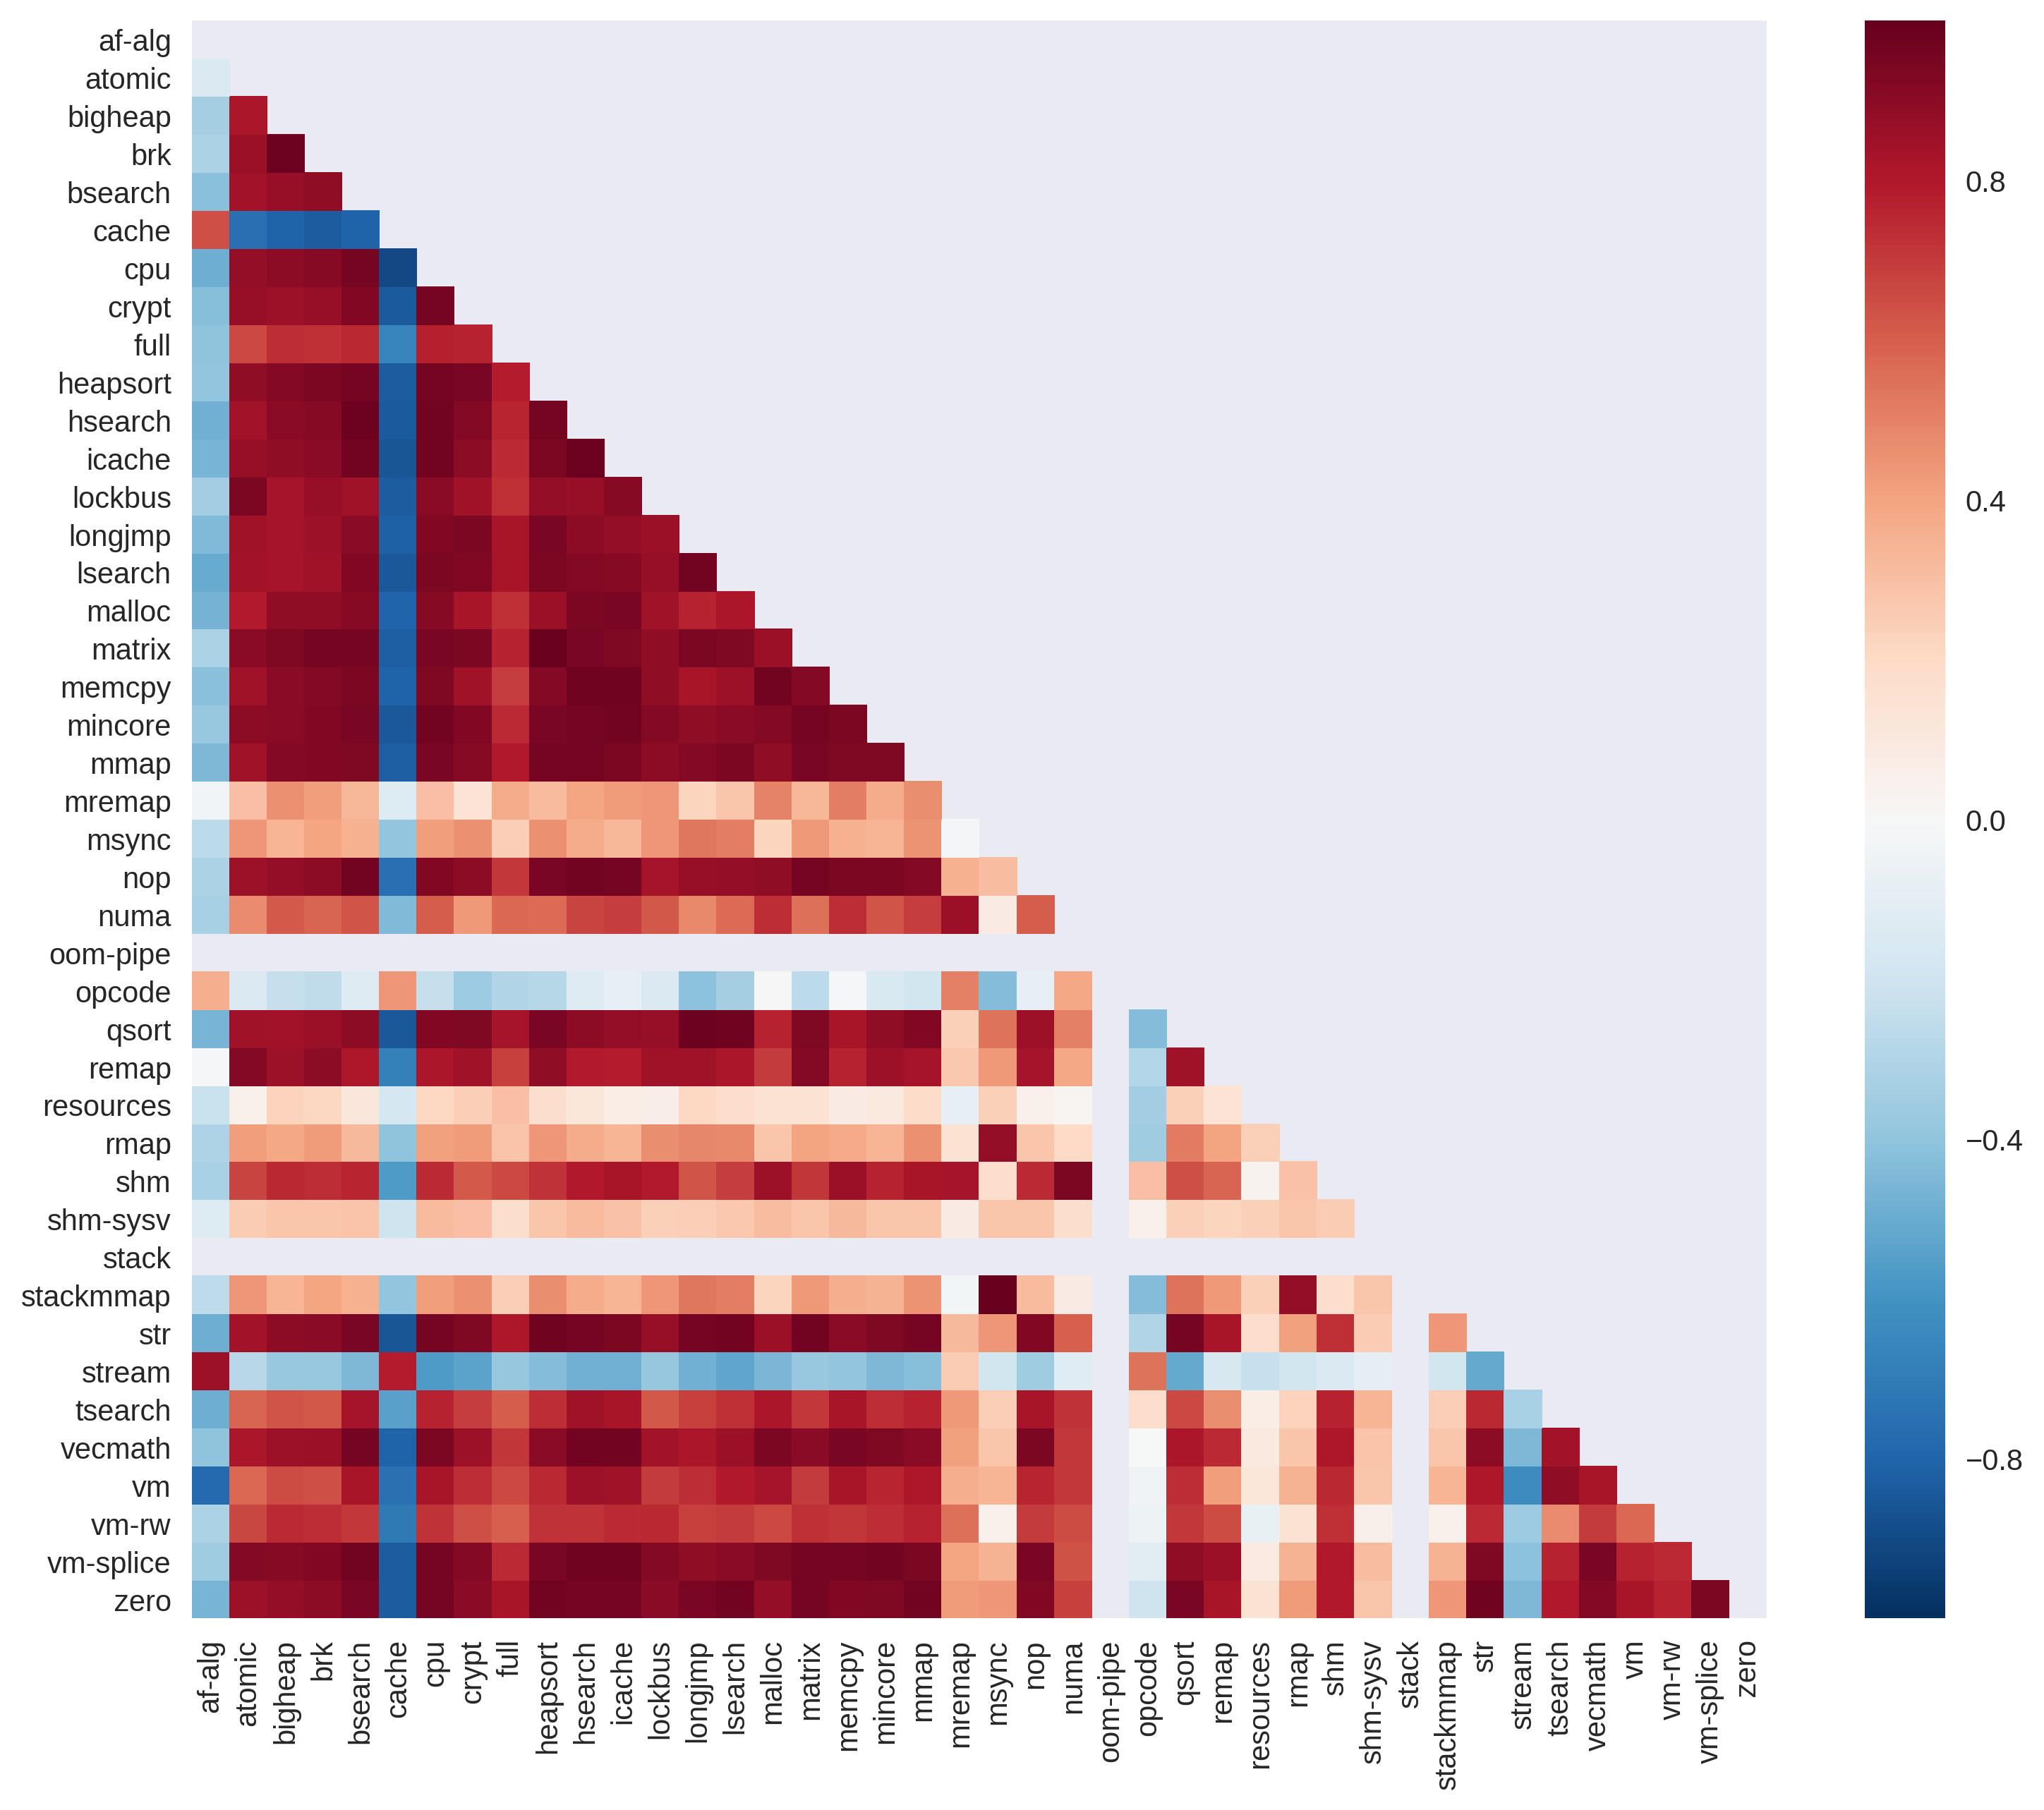 af-alg
atomic
bigheap
brk
bsearch
cache
cpu
crypt
full
heapsort
hsearch
icache
lockbus
longjmp
lsearch
malloc
matrix
memcpy
mincore
mmap
mremap
msync
nop
numa
oom-pipe
opcode
qsort
remap
resources
rmap
shm
shm-sysv
stack
stackmmap
str
stream
tsearch
vecmath
vm
vm-rw
vm-splice
zero
af-alg
atomic
bigheap
brk
bsearch
cache
cpu
crypt
full
heapsort
hsearch
icache
lockbus
longjmp
lsearch
malloc
matrix
memcpy
mincore
mmap
mremap
msync
nop
numa
oom-pipe
opcode
qsort
remap
resources
rmap
shm
shm-sysv
stack
stackmmap
str
stream
tsearch
vecmath
vm
vm-rw
vm-splice
zero
0.8
0.4
0.0
−0.4
−0.8